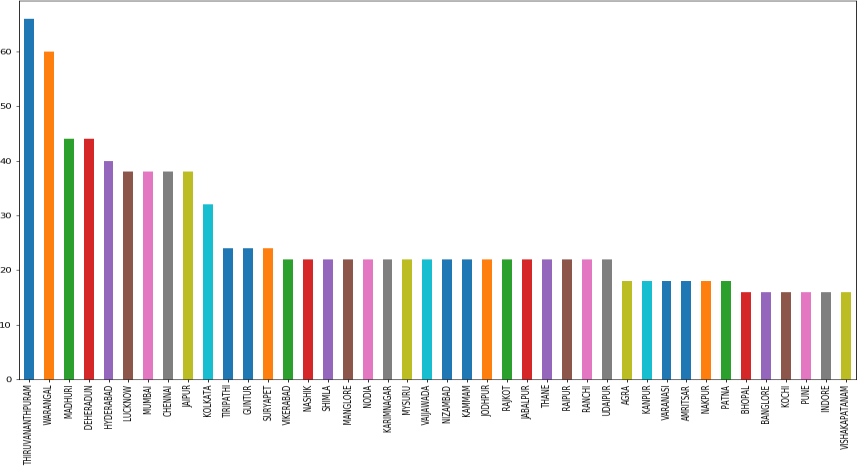 60
50
40
30
20
10
0
THIRUVANANTHPURAM
WARANGAL
MADHURI
DEHERADUN
HYDERABAD
LUCKNOW
MUMBAI
CHENNAI
JAIPUR
KOLKATA
TIRIPATHI
GUNTUR
SURYAPET
VIKERABAD
NASHIK
SHIMLA
MANGLORE
NODIA
KARIMNAGAR
MYSURU
VAIJAWADA
NIZAMBAD
KAMMAM
JODHPUR
RAJKOT
JABALPUR
THANE
RAIPUR
RANCHI
UDAIPUR
AGRA
KANPUR
VARANASI
AMRITSAR
NAKPUR
PATNA
BHOPAL
BANGLORE
KOCHI
PUNE
INDORE
VISHAKAPATANAM